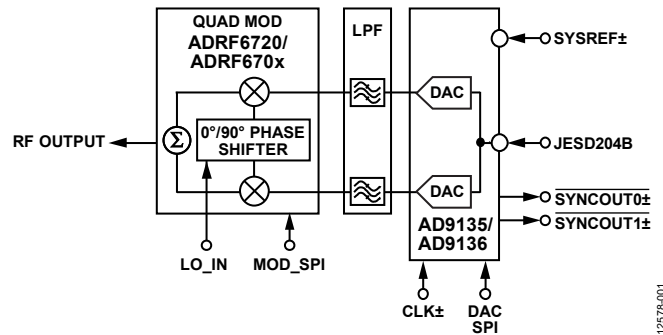 QUAD MOD
ADRF6720/
ADRF670x
LPF
SYSREF±
DAC
Σ
0°/90° PHASE
SHIFTER
RF OUTPUT
JESD204B
DAC
SYNCOUT0±
SYNCOUT1±
AD9135/
AD9136
LO_IN
MOD_SPI
CLK±
DAC
SPI
12578-001